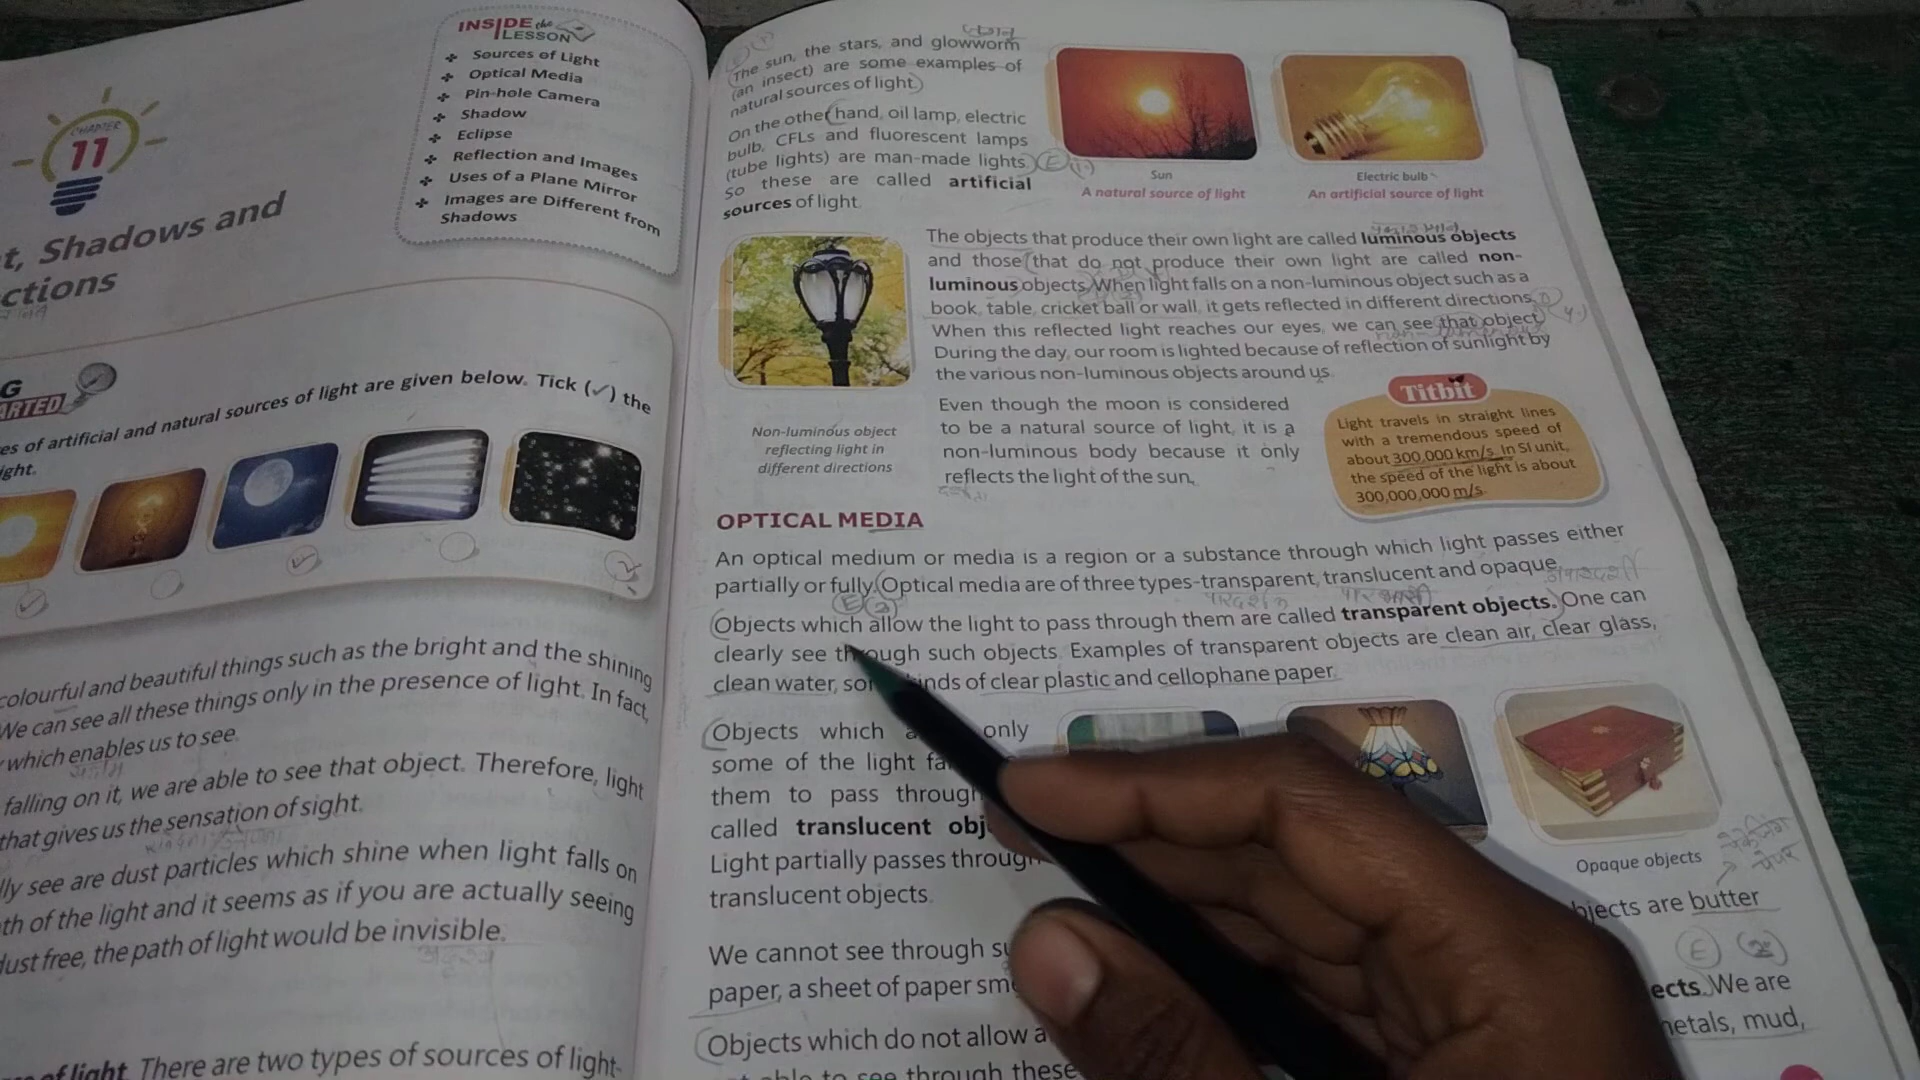 INSIDE the
LESSON
Sources of Light
Optical Media
Pin-hole Camera
Shadow
Eclipse
Reflection and Images
Uses of a Plane Mirror
Images are Different from
Shadows
CHAPTER
11
t, Shadows and
ctions
G
ARTED
es of artificial and natural sources of light are given below. Tick (✓) the
ight.
colourful and beautiful things such as the bright and the shining
We can see all these things only in the presence of light. In fact,
which enables us to see.
falling on it, we are able to see that object. Therefore, light
that gives us the sensation of sight.
lly see are dust particles which shine when light falls on
th of the light and it seems as if you are actually seeing
dust free, the path of light would be invisible.
of light. There are two types of sources of light-
The sun, the stars, and glowworm
(an insect) are some examples of
natural sources of light.
On the other hand, oil lamp, electric
bulb, CFLs and fluorescent lamps
(tube lights) are man-made lights.
So these are called artificial
sources of light.
Sun
A natural source of light
Electric bulb
An artificial source of light
The objects that produce their own light are called luminous objects
and those that do not produce their own light are called non-
luminous objects. When light falls on a non-luminous object such as a
book, table, cricket ball or wall, it gets reflected in different directions.
When this reflected light reaches our eyes, we can see that object.
During the day, our room is lighted because of reflection of sunlight by
the various non-luminous objects around us.
Non-luminous object
reflecting light in
different directions
Even though the moon is considered
to be a natural source of light, it is a
non-luminous body because it only
reflects the light of the sun.
Titbit
Light travels in straight lines
with a tremendous speed of
about 300,000 km/s. In SI unit,
the speed of the light is about
300,000,000 m/s.
OPTICAL MEDIA
An optical medium or media is a region or a substance through which light passes either
partially or fully. Optical media are of three types-transparent, translucent and opaque.
E 2
Objects which allow the light to pass through them are called transparent objects. One can
clearly see through such objects. Examples of transparent objects are clean air, clear glass,
clean water, some kinds of clear plastic and cellophane paper.
Objects which only
some of the light
them to pass through
called translucent
Light partially passes through
translucent objects.
Opaque objects
We cannot see through
objects are butter
paper, a sheet of paper
E 2
Objects which do not allow
We are
see through these
metals, mud,